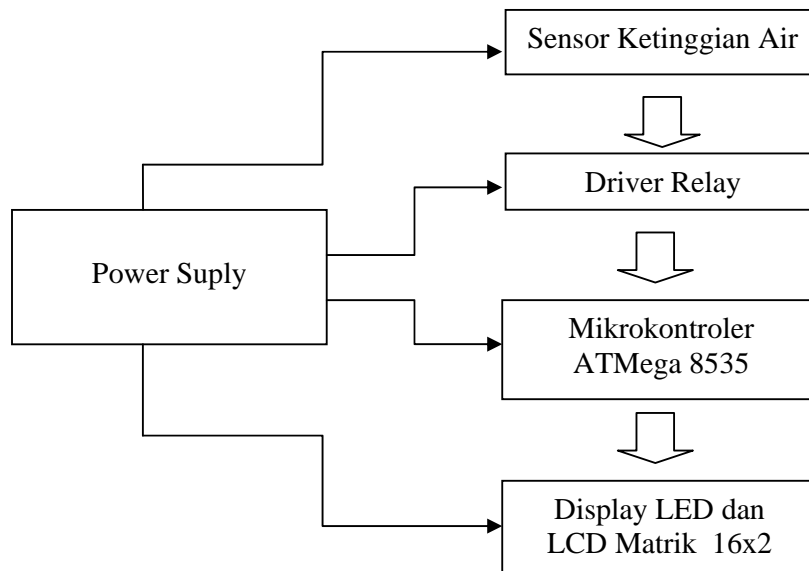 Sensor Ketinggian Air
Driver Relay
Power Suply
Mikrokontroler
ATMega 8535
Display LED dan
LCD Matrik 16x2